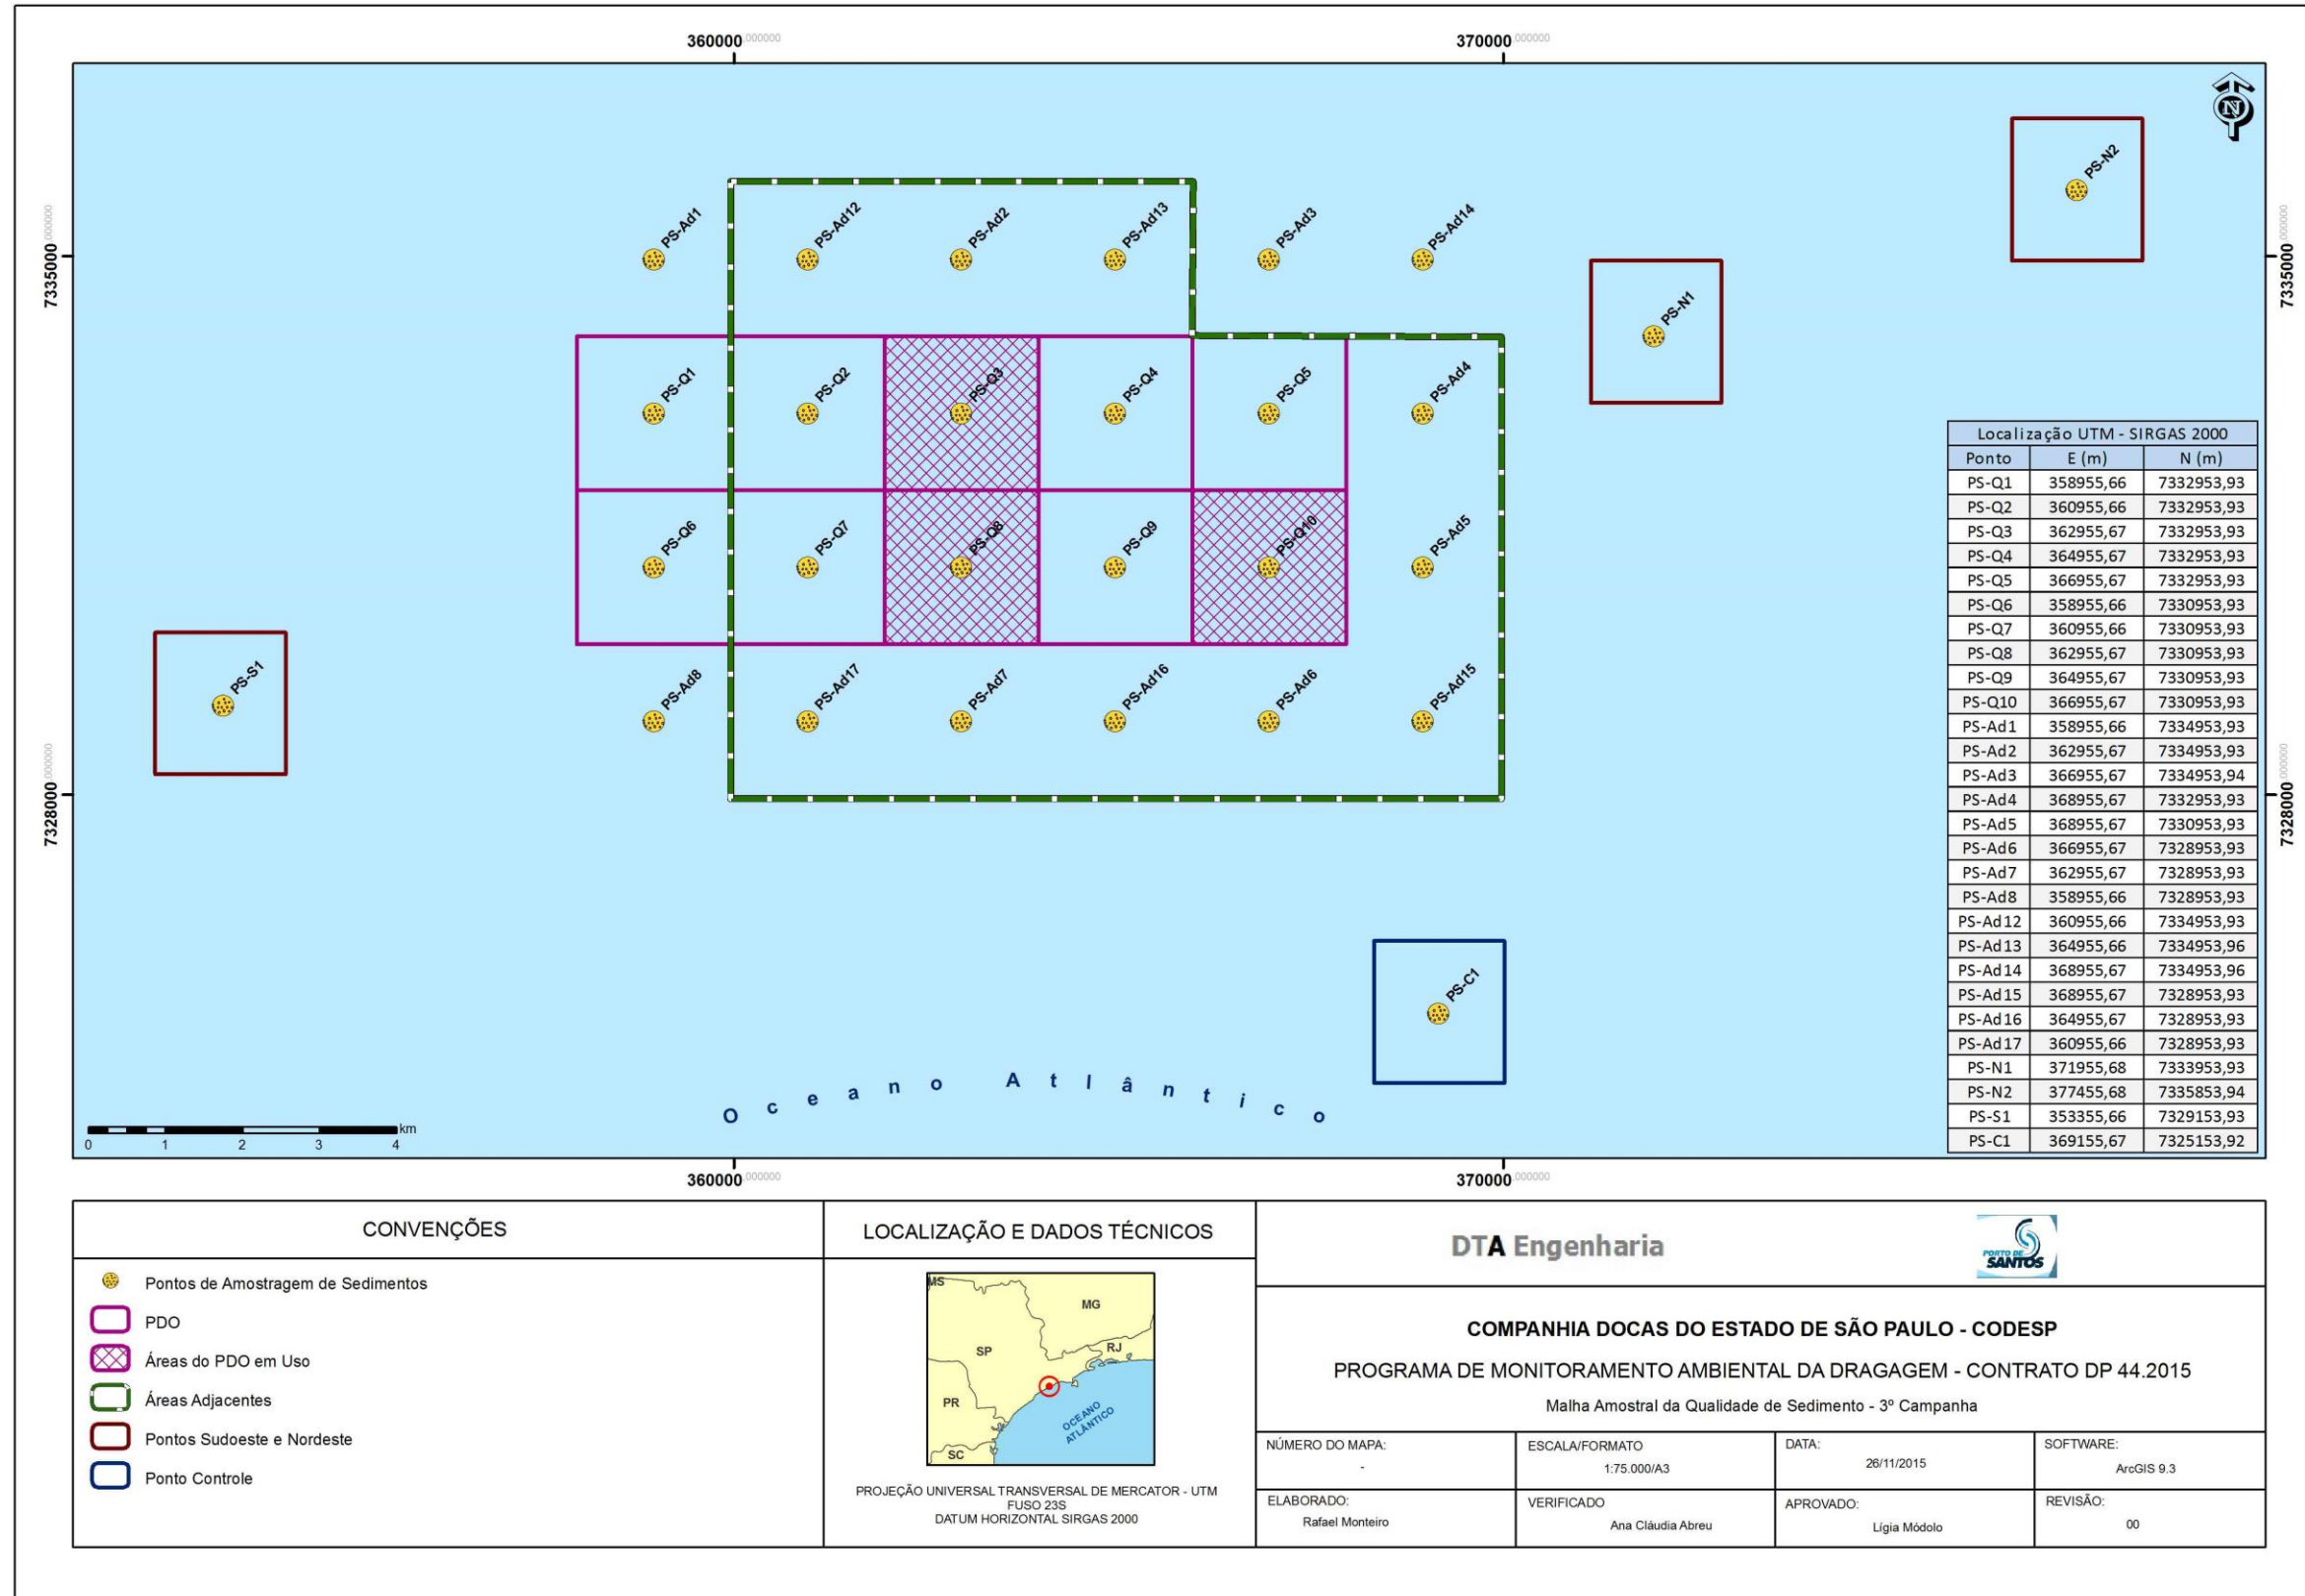 360000,000000
370000,000000
7335000,000000
7335000,000000
7328000,000000
7328000,000000
N
PS-N2
PS-Ad1
PS-Ad12
PS-Ad2
PS-Ad13
PS-Ad3
PS-Ad14
PS-N1
PS-Q1
PS-Q2
PS-Q3
PS-Q4
PS-Q5
PS-Ad4
PS-Q6
PS-Q7
PS-Q8
PS-Q9
PS-Q10
PS-Ad5
PS-S1
PS-Ad8
PS-Ad17
PS-Ad7
PS-Ad16
PS-Ad6
PS-Ad15
PS-C1
Oceano Atlântico
0 1 2 3 4 km
360000,000000
370000,000000
Localização UTM - SIRGAS 2000
Ponto E (m) N (m)
PS-Q1 358955,66 7332953,93
PS-Q2 360955,66 7332953,93
PS-Q3 362955,67 7332953,93
PS-Q4 364955,67 7332953,93
PS-Q5 366955,67 7332953,93
PS-Q6 358955,66 7330953,93
PS-Q7 360955,66 7330953,93
PS-Q8 362955,67 7330953,93
PS-Q9 364955,67 7330953,93
PS-Q10 366955,67 7330953,93
PS-Ad1 358955,66 7334953,93
PS-Ad2 362955,67 7334953,93
PS-Ad3 366955,67 7334953,94
PS-Ad4 368955,67 7332953,93
PS-Ad5 368955,67 7330953,93
PS-Ad6 366955,67 7328953,93
PS-Ad7 362955,67 7328953,93
PS-Ad8 358955,66 7328953,93
PS-Ad12 360955,66 7334953,93
PS-Ad13 364955,66 7334953,96
PS-Ad14 368955,67 7334953,96
PS-Ad15 368955,67 7328953,93
PS-Ad16 364955,67 7328953,93
PS-Ad17 360955,66 7328953,93
PS-N1 371955,68 7333953,93
PS-N2 377455,68 7335853,94
PS-S1 353355,66 7329153,93
PS-C1 369155,67 7325153,92
CONVENÇÕES
Pontos de Amostragem de Sedimentos
PDO
Áreas do PDO em Uso
Áreas Adjacentes
Pontos Sudoeste e Nordeste
Ponto Controle
LOCALIZAÇÃO E DADOS TÉCNICOS
MS
MG
SP
RJ
PR
SC
OCEANO
ATLÂNTICO
PROJEÇÃO UNIVERSAL TRANSVERSAL DE MERCATOR - UTM
FUSO 23S
DATUM HORIZONTAL SIRGAS 2000
DTA Engenharia
PORTO DE
SANTOS
COMPANHIA DOCAS DO ESTADO DE SÃO PAULO - CODESP
PROGRAMA DE MONITORAMENTO AMBIENTAL DA DRAGAGEM - CONTRATO DP 44.2015
Malha Amostral da Qualidade de Sedimento - 3º Campanha
NÚMERO DO MAPA:
-
ESCALA/FORMATO
1:75.000/A3
DATA:
26/11/2015
SOFTWARE:
ArcGIS 9.3
ELABORADO:
Rafael Monteiro
VERIFICADO
Ana Cláudia Abreu
APROVADO:
Lígia Módolo
REVISÃO:
00